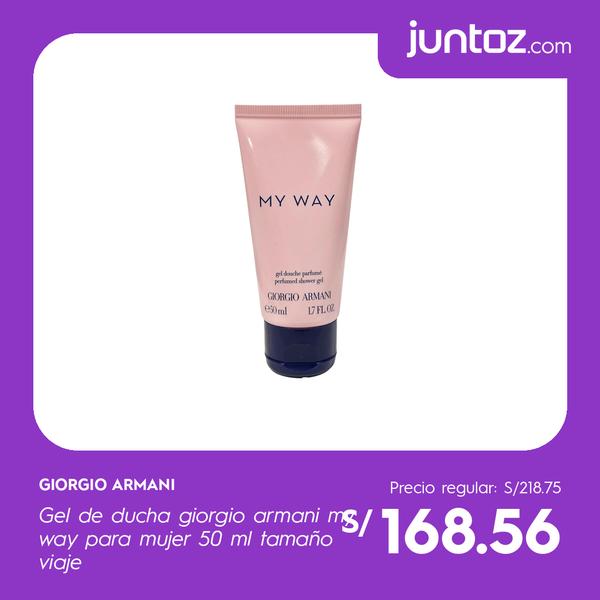 juntoz.com
MY WAY
gel douche parfumé
perfumed shower gel
GIORGIO ARMANI
℮50 ml 1.7 FL. OZ.
GIORGIO ARMANI
Gel de ducha giorgio armani my
way para mujer 50 ml tamaño
viaje
Precio regular: S/218.75
S/ 168.56